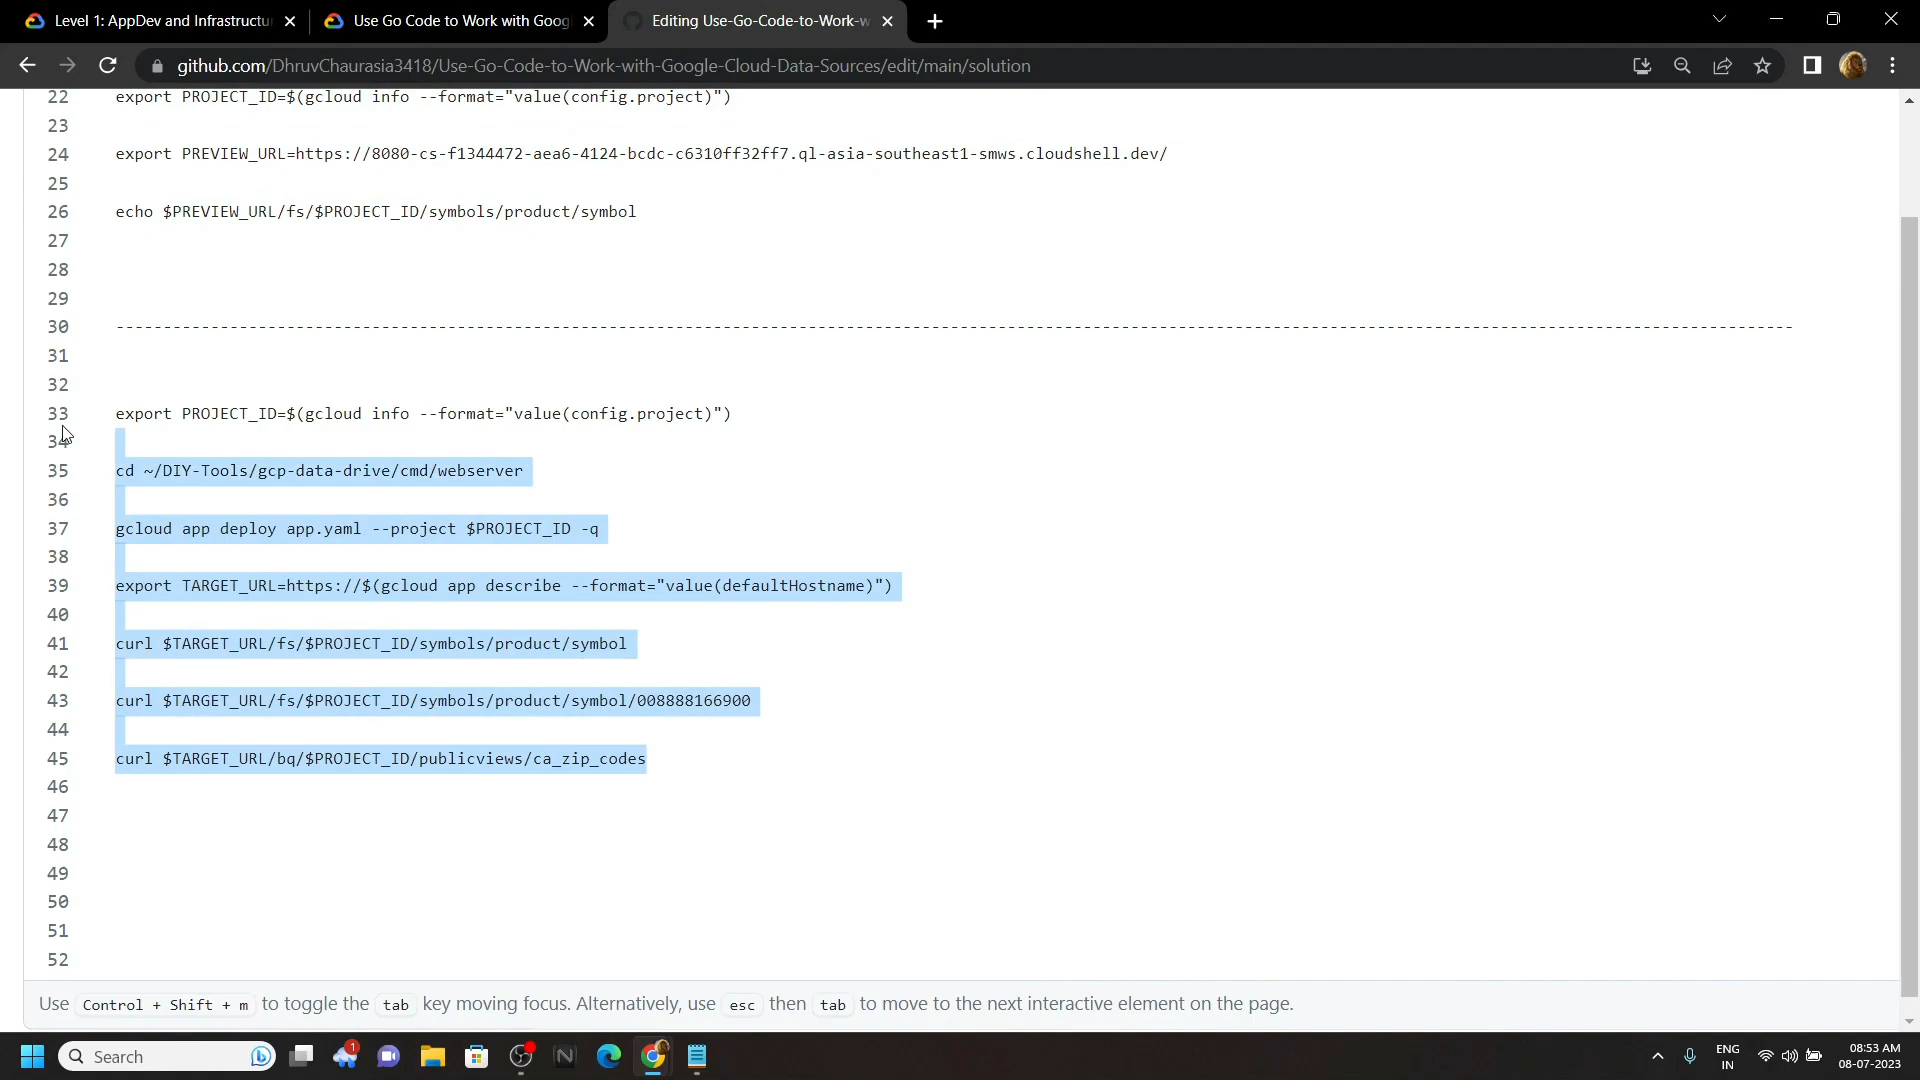 Level 1: AppDev and Infrastructu
Use Go Code to Work with Goog
Editing Use-Go-Code-to-Work-w
github.com/DhruvChaurasia3418/Use-Go-Code-to-Work-with-Google-Cloud-Data-Sources/edit/main/solution
22 export PROJECT_ID=$(gcloud info --format="value(config.project)")
23
24 export PREVIEW_URL=https://8080-cs-f1344472-aea6-4124-bcdc-c6310ff32ff7.ql-asia-southeast1-smws.cloudshell.dev/
25
26 echo $PREVIEW_URL/fs/$PROJECT_ID/symbols/product/symbol
27
28
29
30 ---------------------------------------------------------------------------------------------------------------------------------------------------------------------------------
31
32
33 export PROJECT_ID=$(gcloud info --format="value(config.project)")
34
35 cd ~/DIY-Tools/gcp-data-drive/cmd/webserver
36
37 gcloud app deploy app.yaml --project $PROJECT_ID -q
38
39 export TARGET_URL=https://$(gcloud app describe --format="value(defaultHostname)")
40
41 curl $TARGET_URL/fs/$PROJECT_ID/symbols/product/symbol
42
43 curl $TARGET_URL/fs/$PROJECT_ID/symbols/product/symbol/008888166900
44
45 curl $TARGET_URL/bq/$PROJECT_ID/publicviews/ca_zip_codes
46
47
48
49
50
51
52
Use Control + Shift + m to toggle the tab key moving focus. Alternatively, use esc then tab to move to the next interactive element on the page.
Search
1
ENG
IN
08:53 AM
08-07-2023